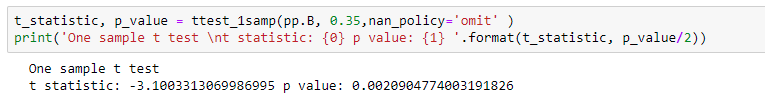 t_statistic, p_value = ttest_1samp(pp.B, 0.35,nan_policy='omit' )
print('One sample t test \nt statistic: {0} p value: {1} '.format(t_statistic, p_value/2))
One sample t test
t statistic: -3.1003313069986995 p value: 0.0020904774003191826